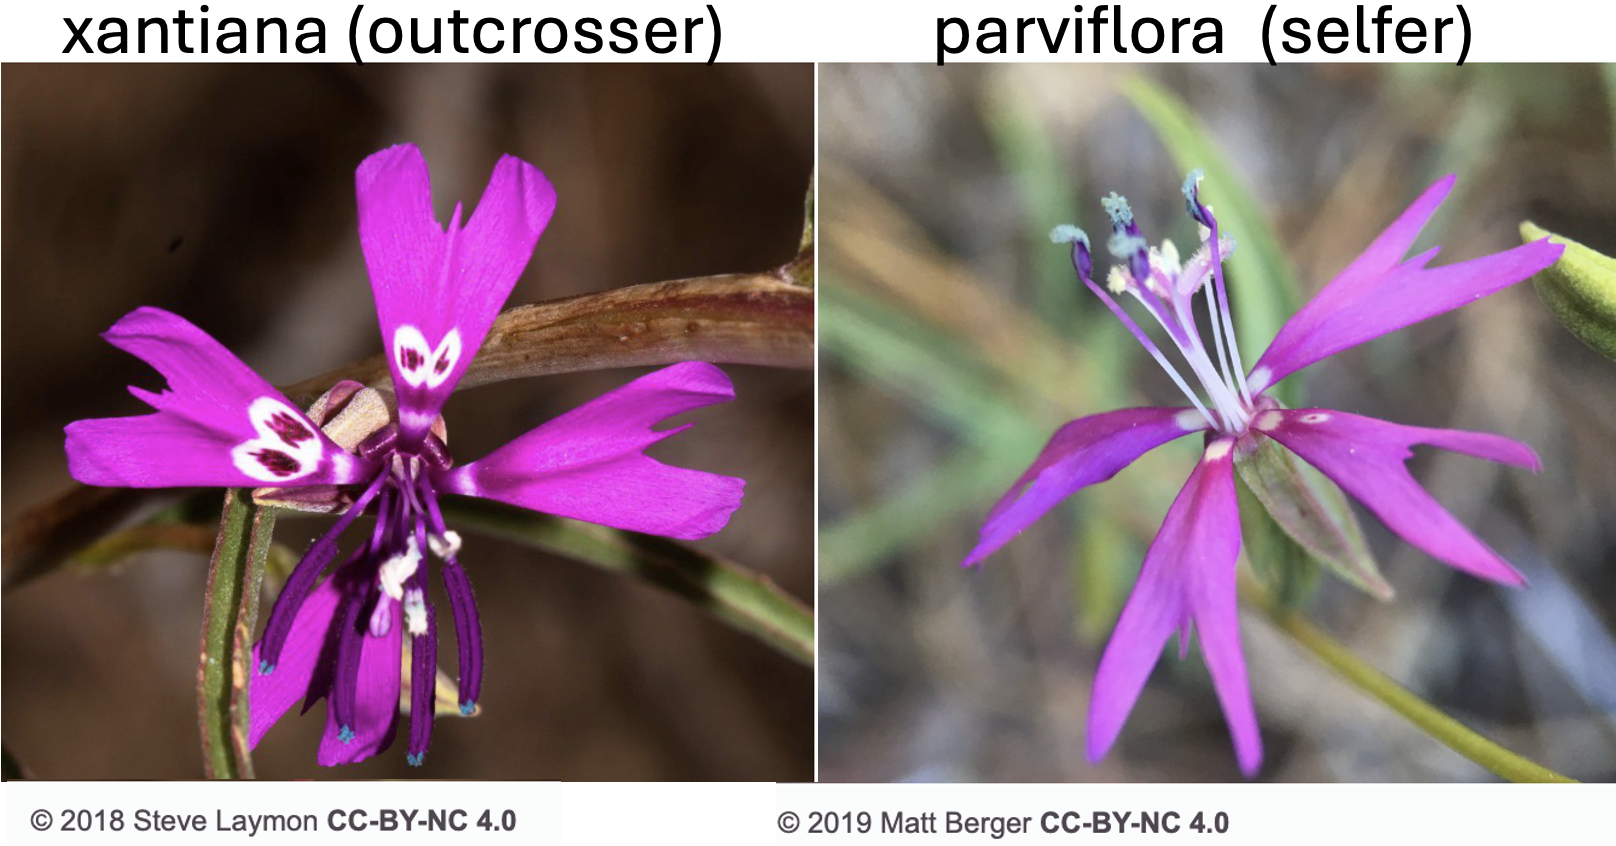 xantiana (outcrosser)
parviflora (selfer)
© 2018 Steve Laymon CC-BY-NC 4.0
© 2019 Matt Berger CC-BY-NC 4.0